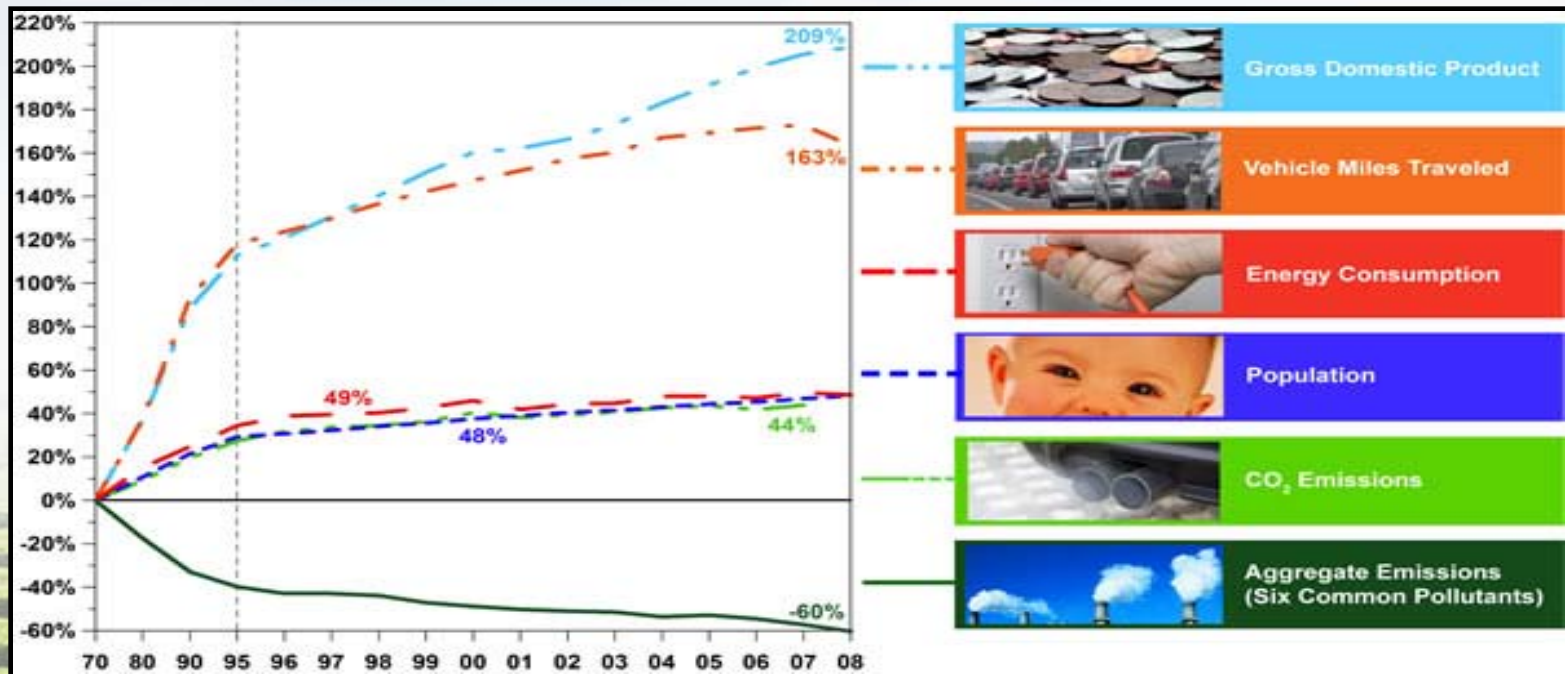 220%
200%
180%
160%
140%
120%
100%
80%
60%
40%
20%
0%
-20%
-40%
-60%
70 80 90 95 96 97 98 99 00 01 02 03 04 05 06 07 08
209%
163%
49%
48%
44%
-60%
Gross Domestic Product
Vehicle Miles Traveled
Energy Consumption
Population
CO₂ Emissions
Aggregate Emissions
(Six Common Pollutants)